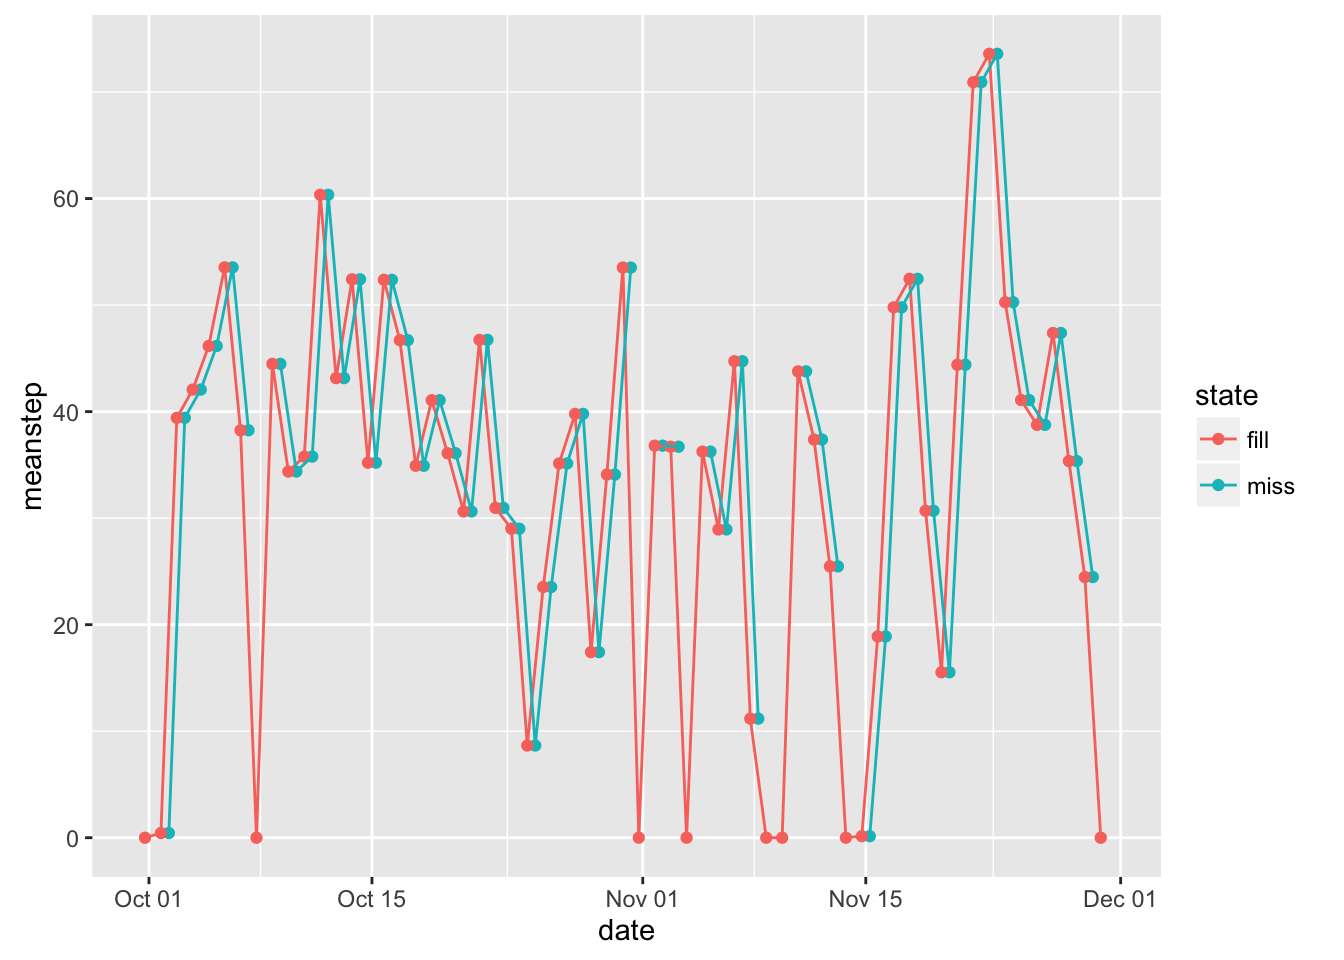 60
40
20
0
meanstep
Oct 01
Oct 15
Nov 01
Nov 15
Dec 01
date
state
fill
miss